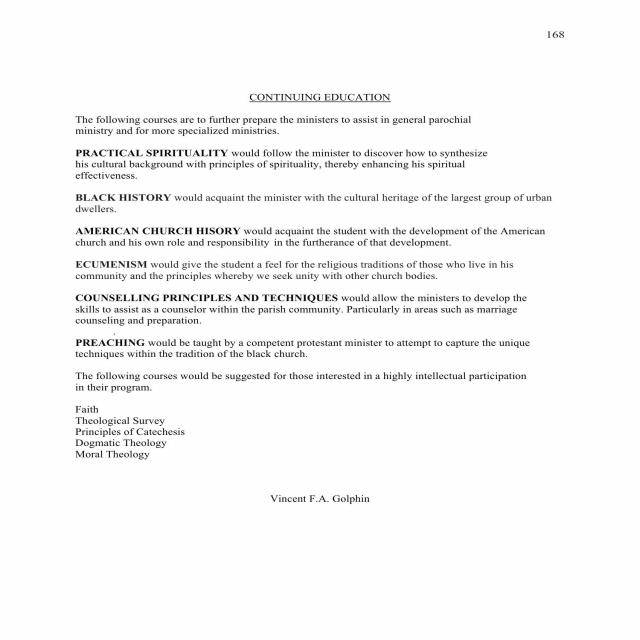 168
CONTINUING EDUCATION
The following courses are to further prepare the ministers to assist in general parochial
ministry and for more specialized ministries.
PRACTICAL SPIRITUALITY would follow the minister to discover how to synthesize
his cultural background with principles of spirituality, thereby enhancing his spiritual
effectiveness.
BLACK HISTORY would acquaint the minister with the cultural heritage of the largest group of urban
dwellers.
AMERICAN CHURCH HISORY would acquaint the student with the development of the American
church and his own role and responsibility in the furtherance of that development.
ECUMENISM would give the student a feel for the religious traditions of those who live in his
community and the principles whereby we seek unity with other church bodies.
COUNSELLING PRINCIPLES AND TECHNIQUES would allow the ministers to develop the
skills to assist as a counselor within the parish community. Particularly in areas such as marriage
counseling and preparation.
PREACHING would be taught by a competent protestant minister to attempt to capture the unique
techniques within the tradition of the black church.
The following courses would be suggested for those interested in a highly intellectual participation
in their program.
Faith
Theological Survey
Principles of Catechesis
Dogmatic Theology
Moral Theology
Vincent F.A. Golphin